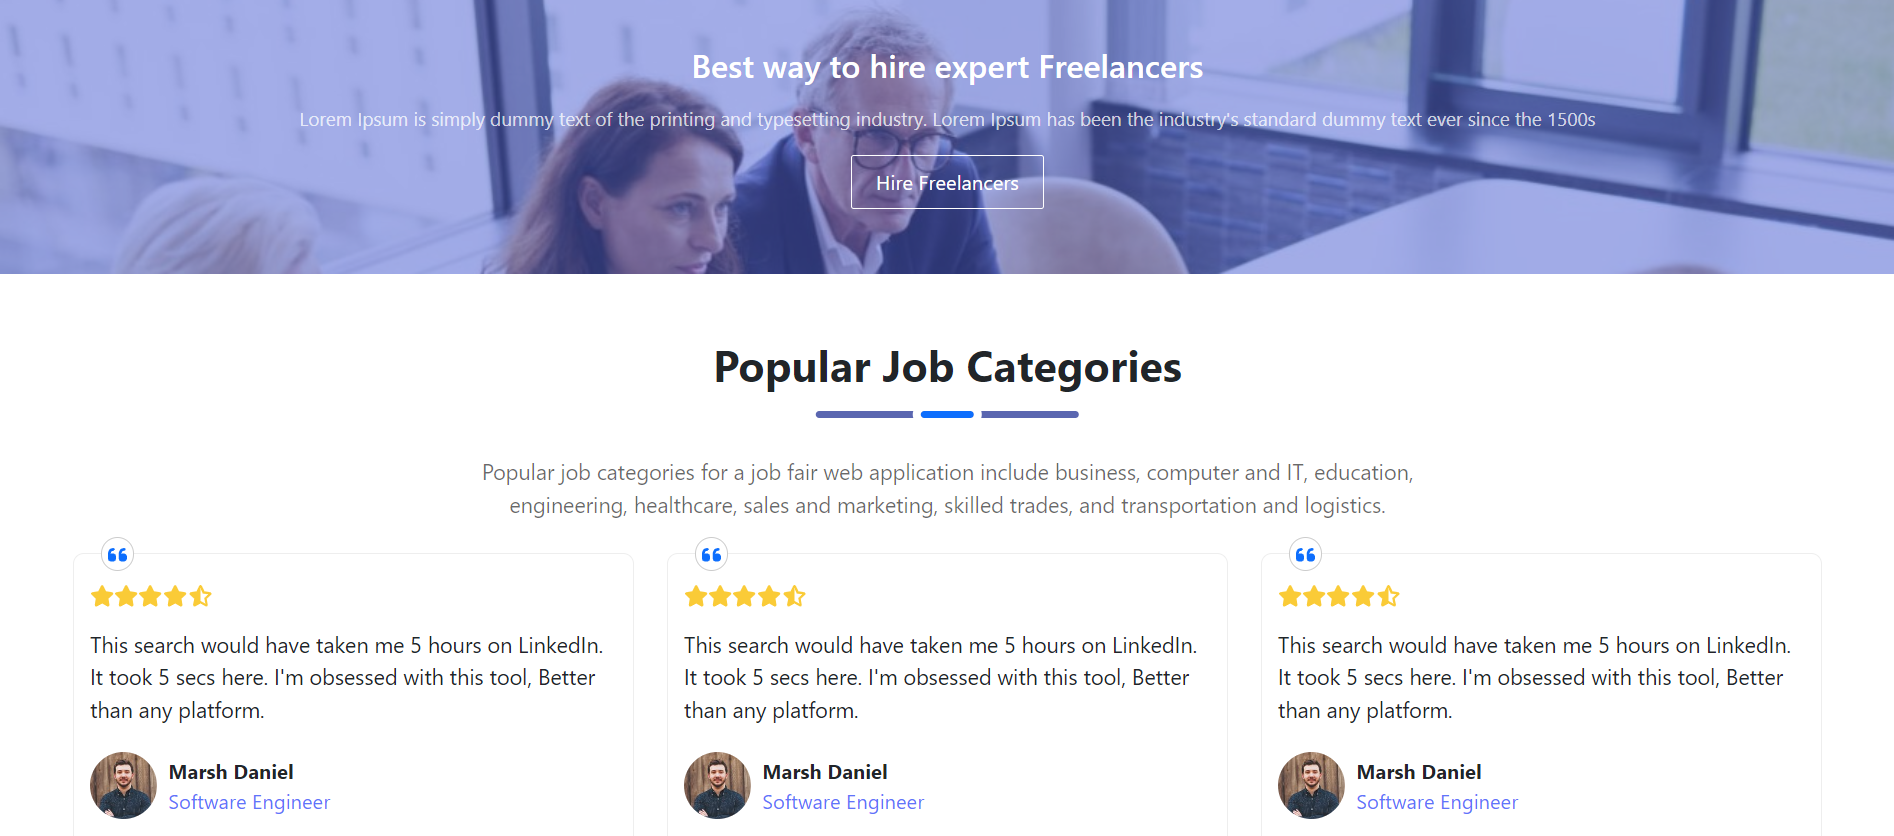 Best way to hire expert Freelancers
Lorem Ipsum is simply dummy text of the printing and typesetting industry. Lorem Ipsum has been the industry's standard dummy text ever since the 1500s
Hire Freelancers
Popular Job Categories
Popular job categories for a job fair web application include business, computer and IT, education,
engineering, healthcare, sales and marketing, skilled trades, and transportation and logistics.
This search would have taken me 5 hours on LinkedIn.
It took 5 secs here. I'm obsessed with this tool, Better
than any platform.
Marsh Daniel
Software Engineer
This search would have taken me 5 hours on LinkedIn.
It took 5 secs here. I'm obsessed with this tool, Better
than any platform.
Marsh Daniel
Software Engineer
This search would have taken me 5 hours on LinkedIn.
It took 5 secs here. I'm obsessed with this tool, Better
than any platform.
Marsh Daniel
Software Engineer